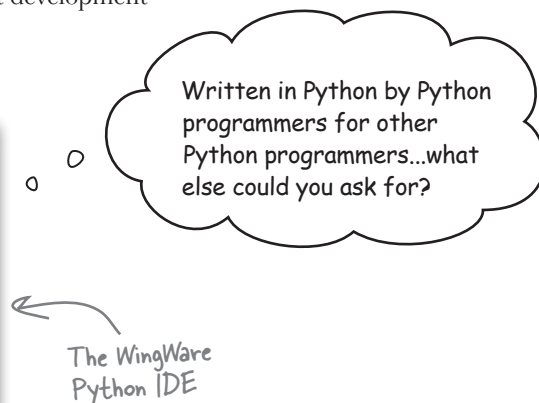 development
Written in Python by Python
programmers for other
Python programmers...what
else could you ask for?
The WingWare
Python IDE